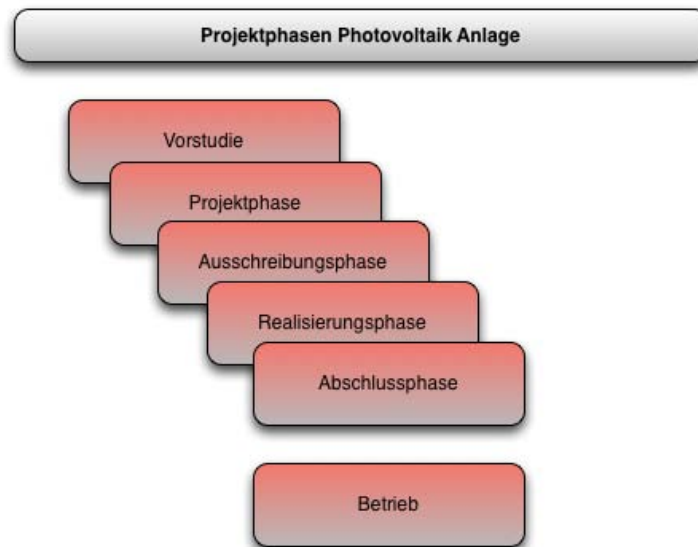 Projektphasen Photovoltaik Anlage
Vorstudie
Projektphase
Ausschreibungsphase
Realisierungsphase
Abschlussphase
Betrieb